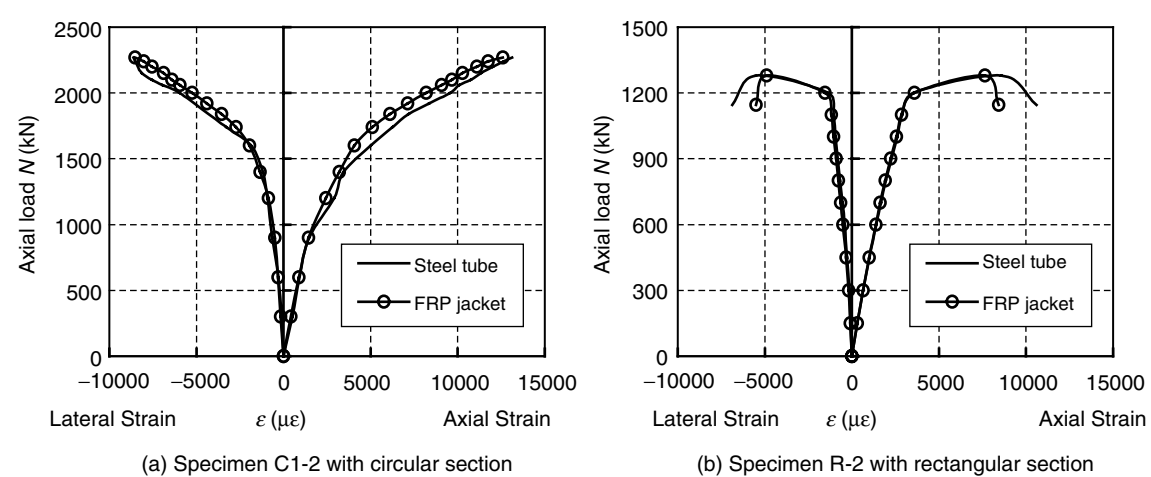 2500
2000
1500
1000
500
0
Axial load N (kN)
Steel tube
FRP jacket
−10000 −5000 0 5000 10000 15000
Lateral Strain ε (με) Axial Strain
(a) Specimen C1-2 with circular section
1500
1200
900
600
300
0
Axial load N (kN)
Steel tube
FRP jacket
−10000 −5000 0 5000 10000 15000
Lateral Strain ε (με) Axial Strain
(b) Specimen R-2 with rectangular section